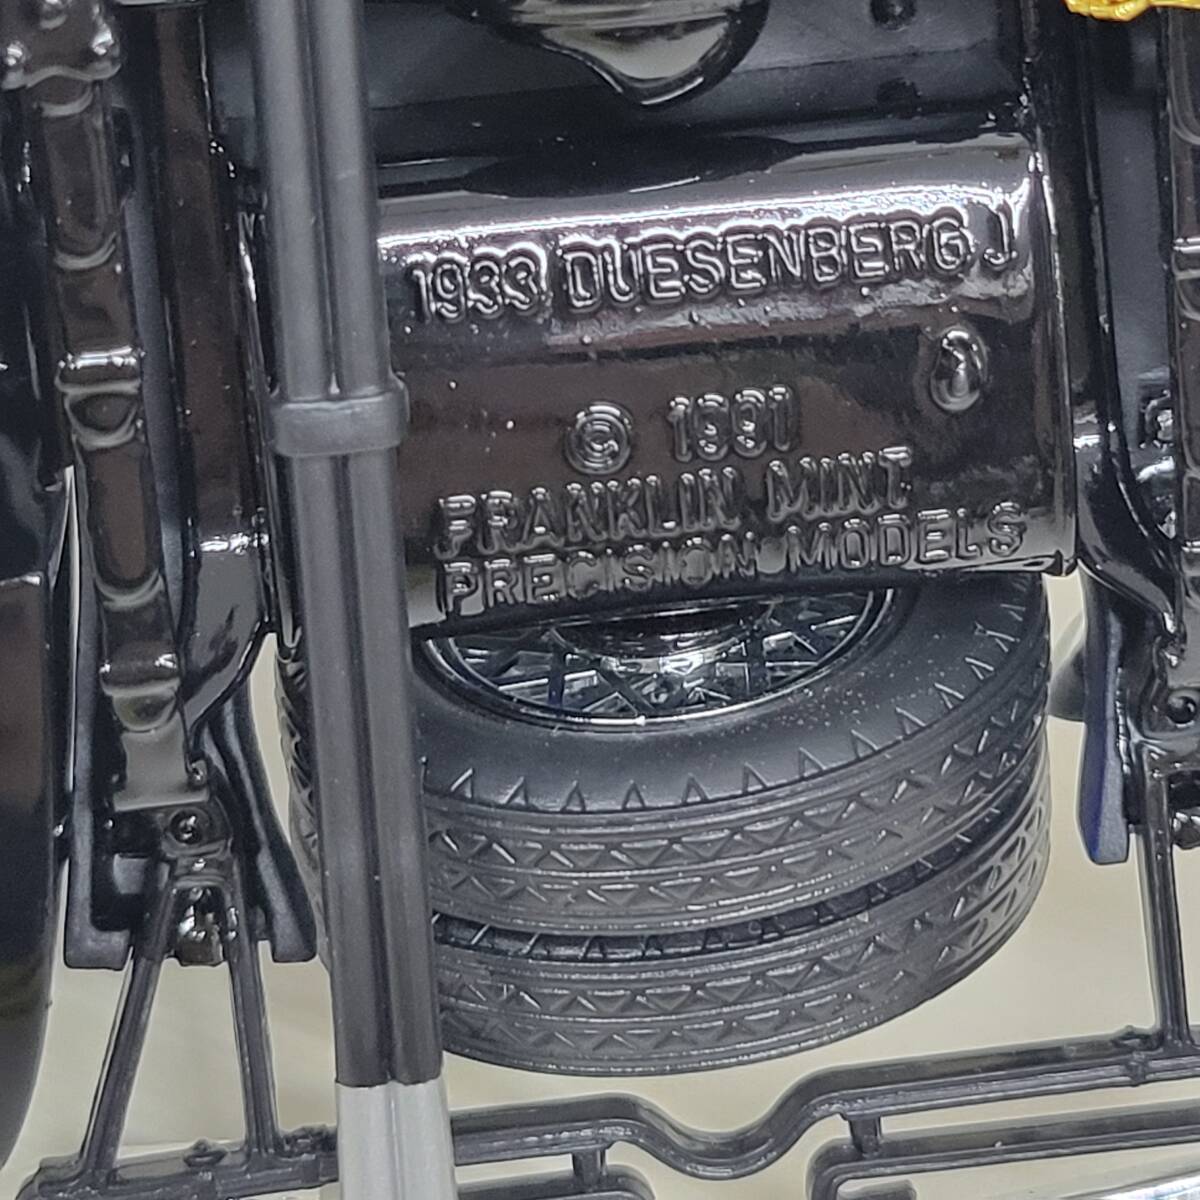 1933 DUESENBERG J
© 1991
FRANKLIN MINT
PRECISION MODELS